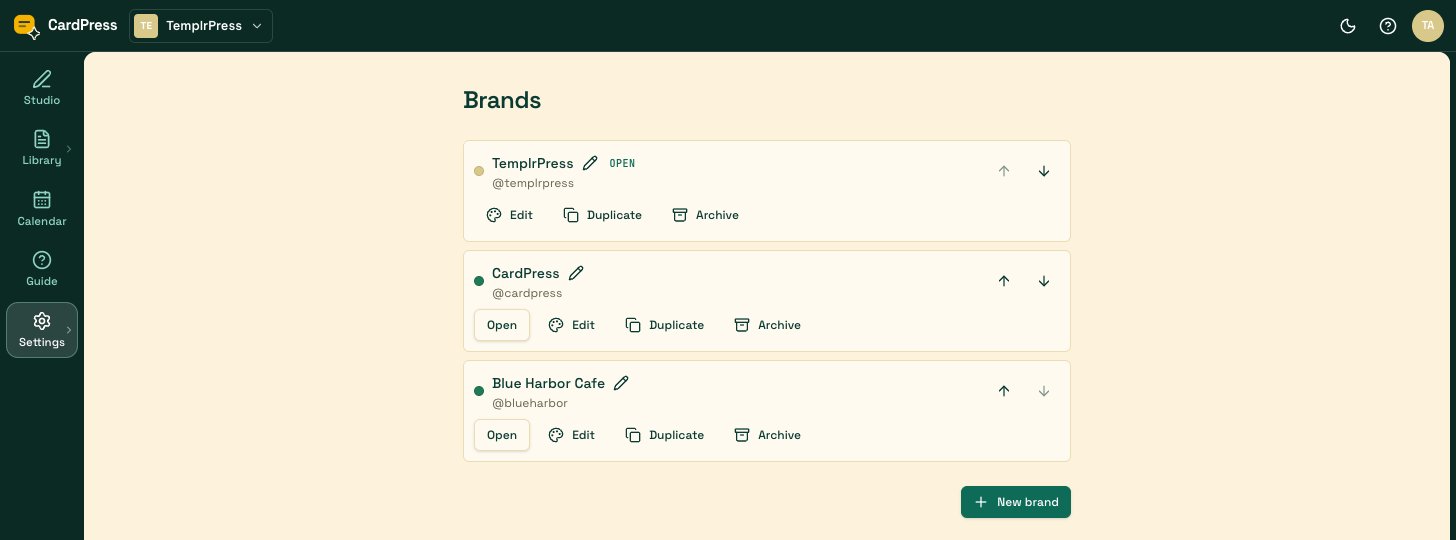 CardPress
TE TemplrPress
TA
Studio
Library
Calendar
Guide
Settings
Brands
TemplrPress OPEN
@templrpress
Edit Duplicate Archive
CardPress
@cardpress
Open Edit Duplicate Archive
Blue Harbor Cafe
@blueharbor
Open Edit Duplicate Archive
New brand